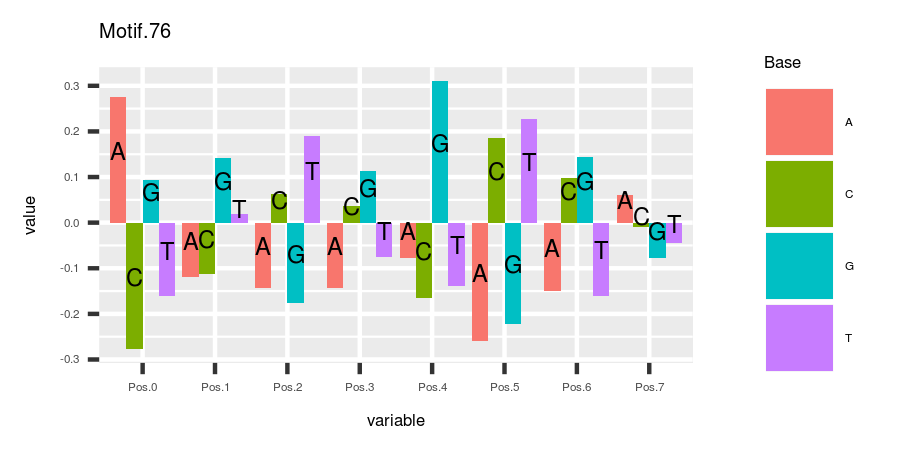 Motif.76
Base
0.3
0.2
0.1
0.0
-0.1
-0.2
-0.3
value
A C G T
A C G T
A C G T
A C G T
A C G T
A C G T
A C G T
A C G T
Pos.0 Pos.1 Pos.2 Pos.3 Pos.4 Pos.5 Pos.6 Pos.7
variable
A
C
G
T